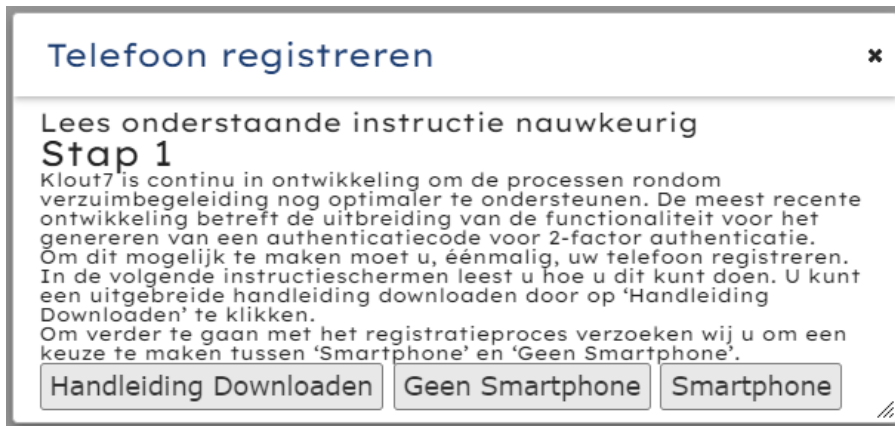 Telefoon registreren
Lees onderstaande instructie nauwkeurig
Stap 1
Klout7 is continu in ontwikkeling om de processen rondom
verzuimbegeleiding nog optimaler te ondersteunen. De meest recente
ontwikkeling betreft de uitbreiding van de functionaliteit voor het
genereren van een authenticatiecode voor 2-factor authenticatie.
Om dit mogelijk te maken moet u, éénmalig, uw telefoon registreren.
In de volgende instructieschermen leest u hoe u dit kunt doen. U kunt
een uitgebreide handleiding downloaden door op ‘Handleiding
Downloaden’ te klikken.
Om verder te gaan met het registratieproces verzoeken wij u om een
keuze te maken tussen ‘Smartphone’ en ‘Geen Smartphone’.
Handleiding Downloaden Geen Smartphone Smartphone